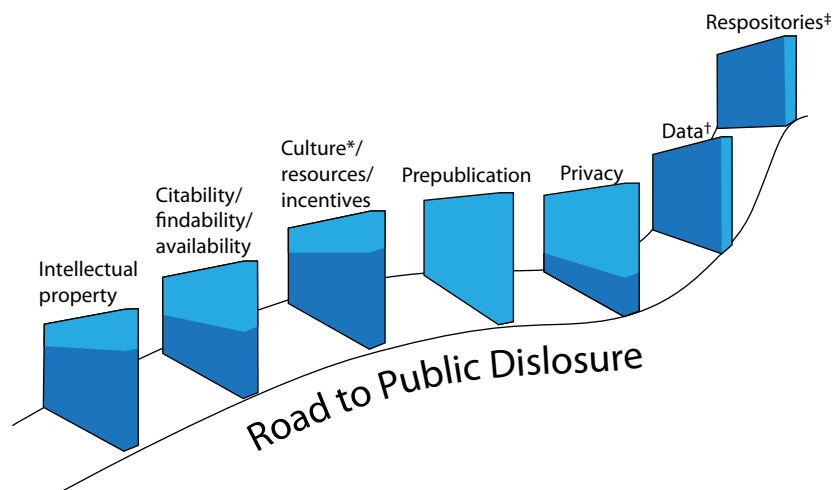 Respositories‡
Data†
Culture*/
resources/
incentives
Prepublication
Privacy
Citability/
findability/
availability
Intellectual
property
Road to Public Dislosure